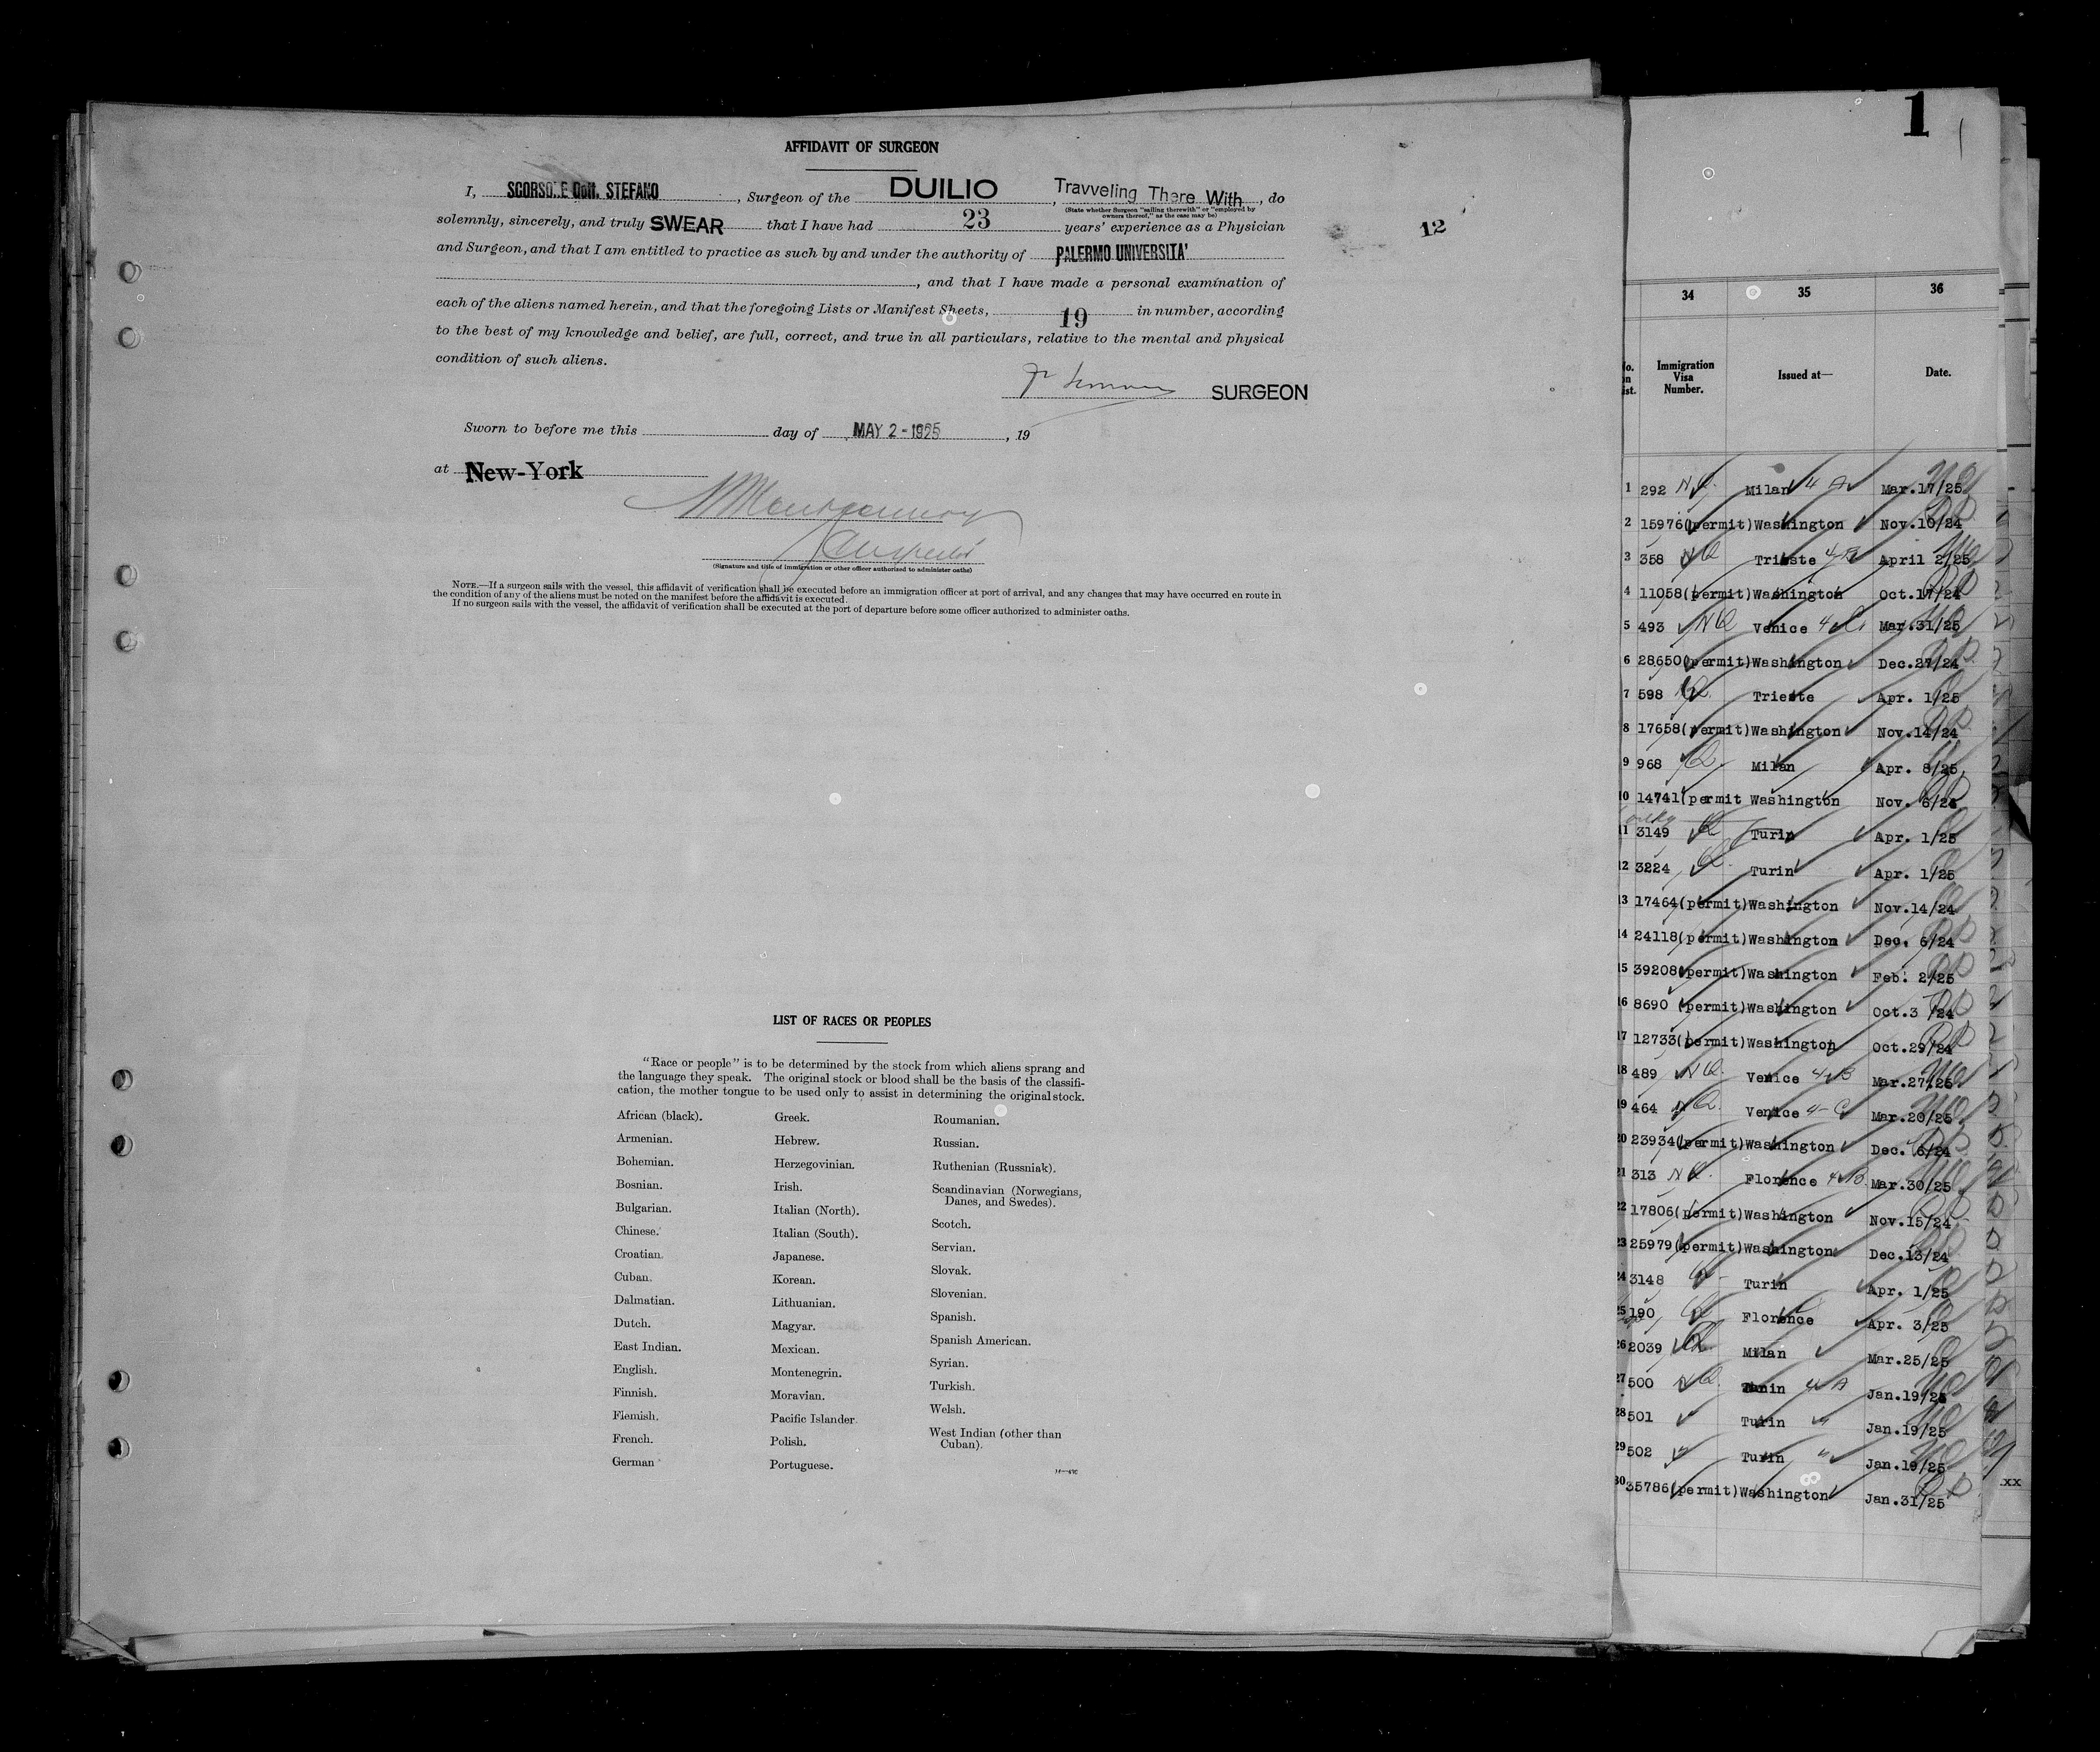 AFFIDAVIT OF SURGEON
I, Dott. STEFANO, Surgeon of the DUILIO, Travveling There With, do
(State whether Surgeon "sailing therewith" or "employed by
owners thereof," as the case may be)
solemnly, sincerely, and truly SWEAR that I have had 23 years' experience as a Physician
and Surgeon, and that I am entitled to practice as such by and under the authority of PALERMO UNIVERSITA'
, and that I have made a personal examination of
each of the aliens named herein, and that the foregoing Lists or Manifest Sheets, 19 in number, according
to the best of my knowledge and belief, are full, correct, and true in all particulars, relative to the mental and physical
condition of such aliens.
SURGEON
Sworn to before me this day of MAY 2-1925, 19
at New-York
(Signature and title of immigration or other officer authorized to administer oaths)
NOTE.—If a surgeon sails with the vessel, this affidavit of verification shall be executed before an immigration officer at port of arrival, and any changes that may have occurred en route in
the condition of any of the aliens must be noted on the manifest before the affidavit is executed.
If no surgeon sails with the vessel, the affidavit of verification shall be executed at the port of departure before some officer authorized to administer oaths.
12
LIST OF RACES OR PEOPLES
"Race or people" is to be determined by the stock from which aliens sprang and
the language they speak. The original stock or blood shall be the basis of the classifi-
cation, the mother tongue to be used only to assist in determining the original stock.
African (black).
Armenian.
Bohemian.
Bosnian.
Bulgarian.
Chinese.
Croatian.
Cuban.
Dalmatian.
Dutch.
East Indian.
English.
Finnish.
Flemish.
French.
German
Greek.
Hebrew.
Herzegovinian.
Irish.
Italian (North).
Italian (South).
Japanese.
Korean.
Lithuanian.
Magyar.
Mexican.
Montenegrin.
Moravian.
Pacific Islander.
Polish.
Portuguese.
Roumanian.
Russian.
Ruthenian (Russniak).
Scandinavian (Norwegians,
Danes, and Swedes).
Scotch.
Servian.
Slovak.
Slovenian.
Spanish.
Spanish American.
Syrian.
Turkish.
Welsh.
West Indian (other than
Cuban).
1
34 35 36
Immigration
Visa
Number.
Issued at—
Date.
1 292 NQ. Milan 4 A Mar.17/25
2 15976(permit)Washington Nov.10/24
3 358 NQ Trieste 4 B April 2/25
4 11058(permit)Washington Oct.17/24
5 493 NQ Venice 4 C Mar.31/25
6 28650(permit)Washington Dec.27/24
7 598 Q. Trieste Apr. 1/25
8 17658(permit)Washington Nov.14/24
9 968 Q. Milan Apr. 8/25
10 14741(permit Washington Nov. 6/24
11 3149 Q Turin Apr. 1/25
12 3224 Q. Turin Apr. 1/25
13 17464(permit)Washington Nov.14/24
14 24118(permit)Washington Dec. 6/24
15 39208(permit)Washington Feb. 2/25
16 8690 (permit)Washington Oct.3 /24
17 12733(permit)Washington Oct.29/24
18 489 NQ. Venice 4 B Mar.27/25
19 464 NQ. Venice 4-C Mar.20/25
20 23934(permit)Washington Dec. 6/24
21 313 NQ. Florence 4 B. Mar.30/25
22 17806(permit)Washington Nov.15/24
23 25979(permit)Washington Dec.13/24
24 3148 Q Turin Apr. 1/25
25 190 Q Florence Apr. 3/25
26 2039 Q. Milan Mar.25/25
27 500 NQ. 4 A Jan.19/25
28 501 " Turin " Jan.19/25
29 502 " Turin " Jan.19/25
30 35786(permit)Washington Jan.31/25
xx